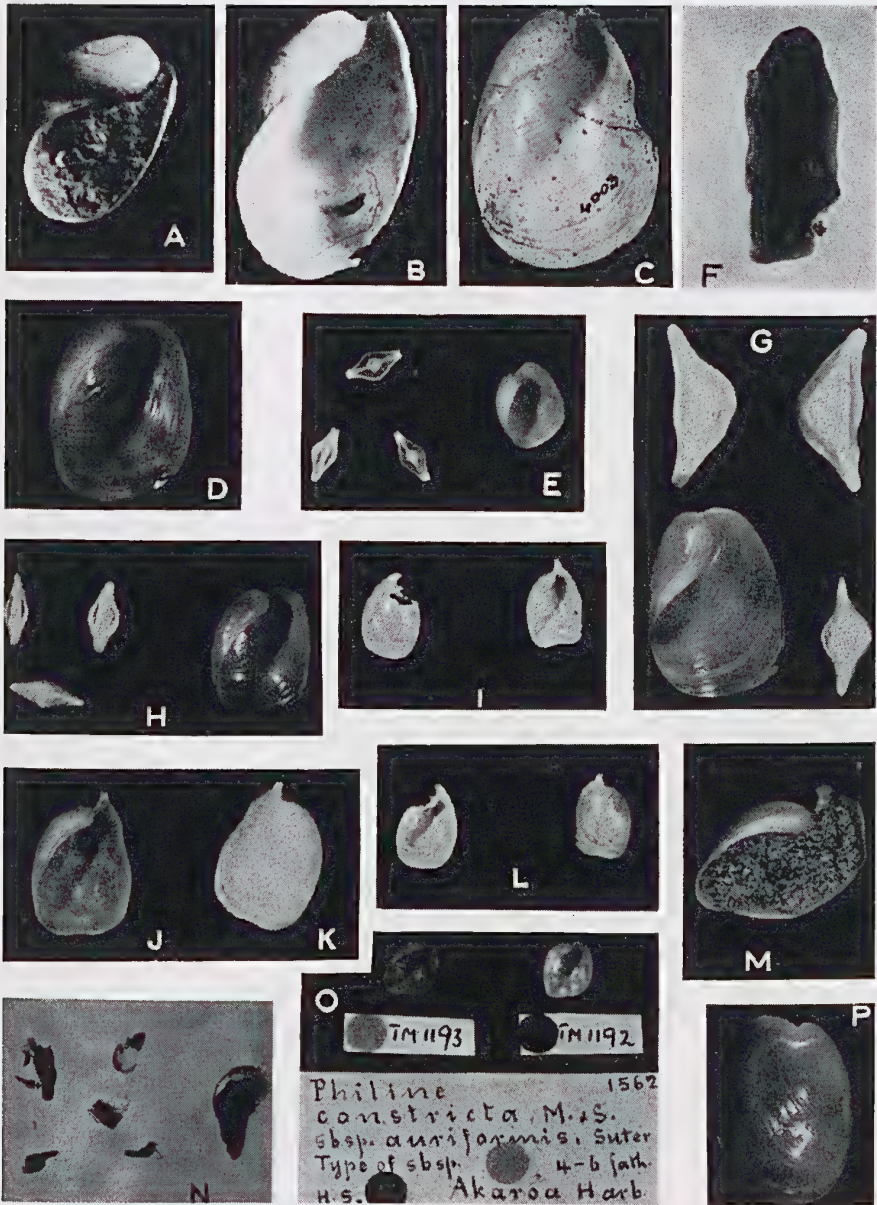 A
B
C
4003
F
D
E
G
H
I
J
K
L
M
O
TM1193
TM1192
P
Philine 1562
constricta, M.&S.
sbsp. auriformis. Suter
Type of sbsp. 4-6 fath.
H.S. Akaroa Harb.
N